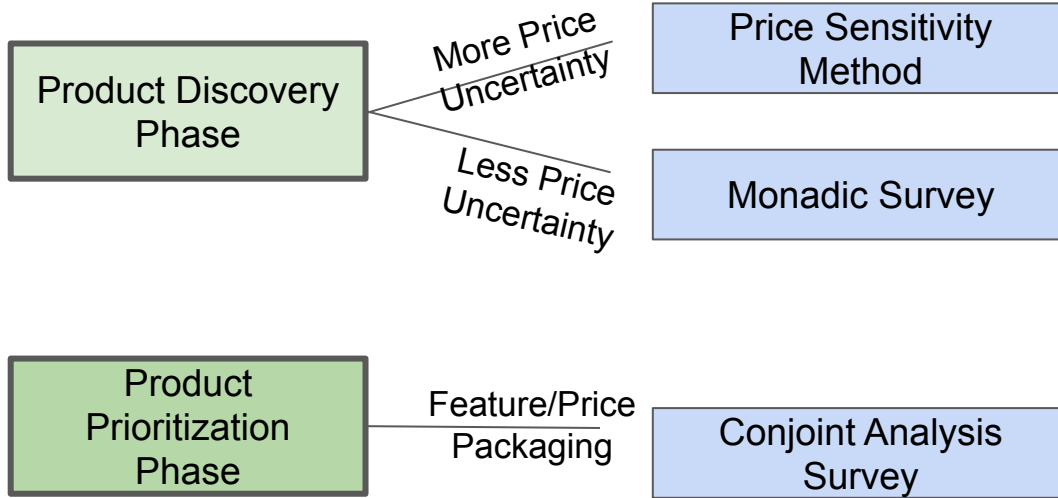 Product Discovery
Phase
More Price
Uncertainty
Price Sensitivity
Method
Less Price
Uncertainty
Monadic Survey
Product
Prioritization
Phase
Feature/Price
Packaging
Conjoint Analysis
Survey